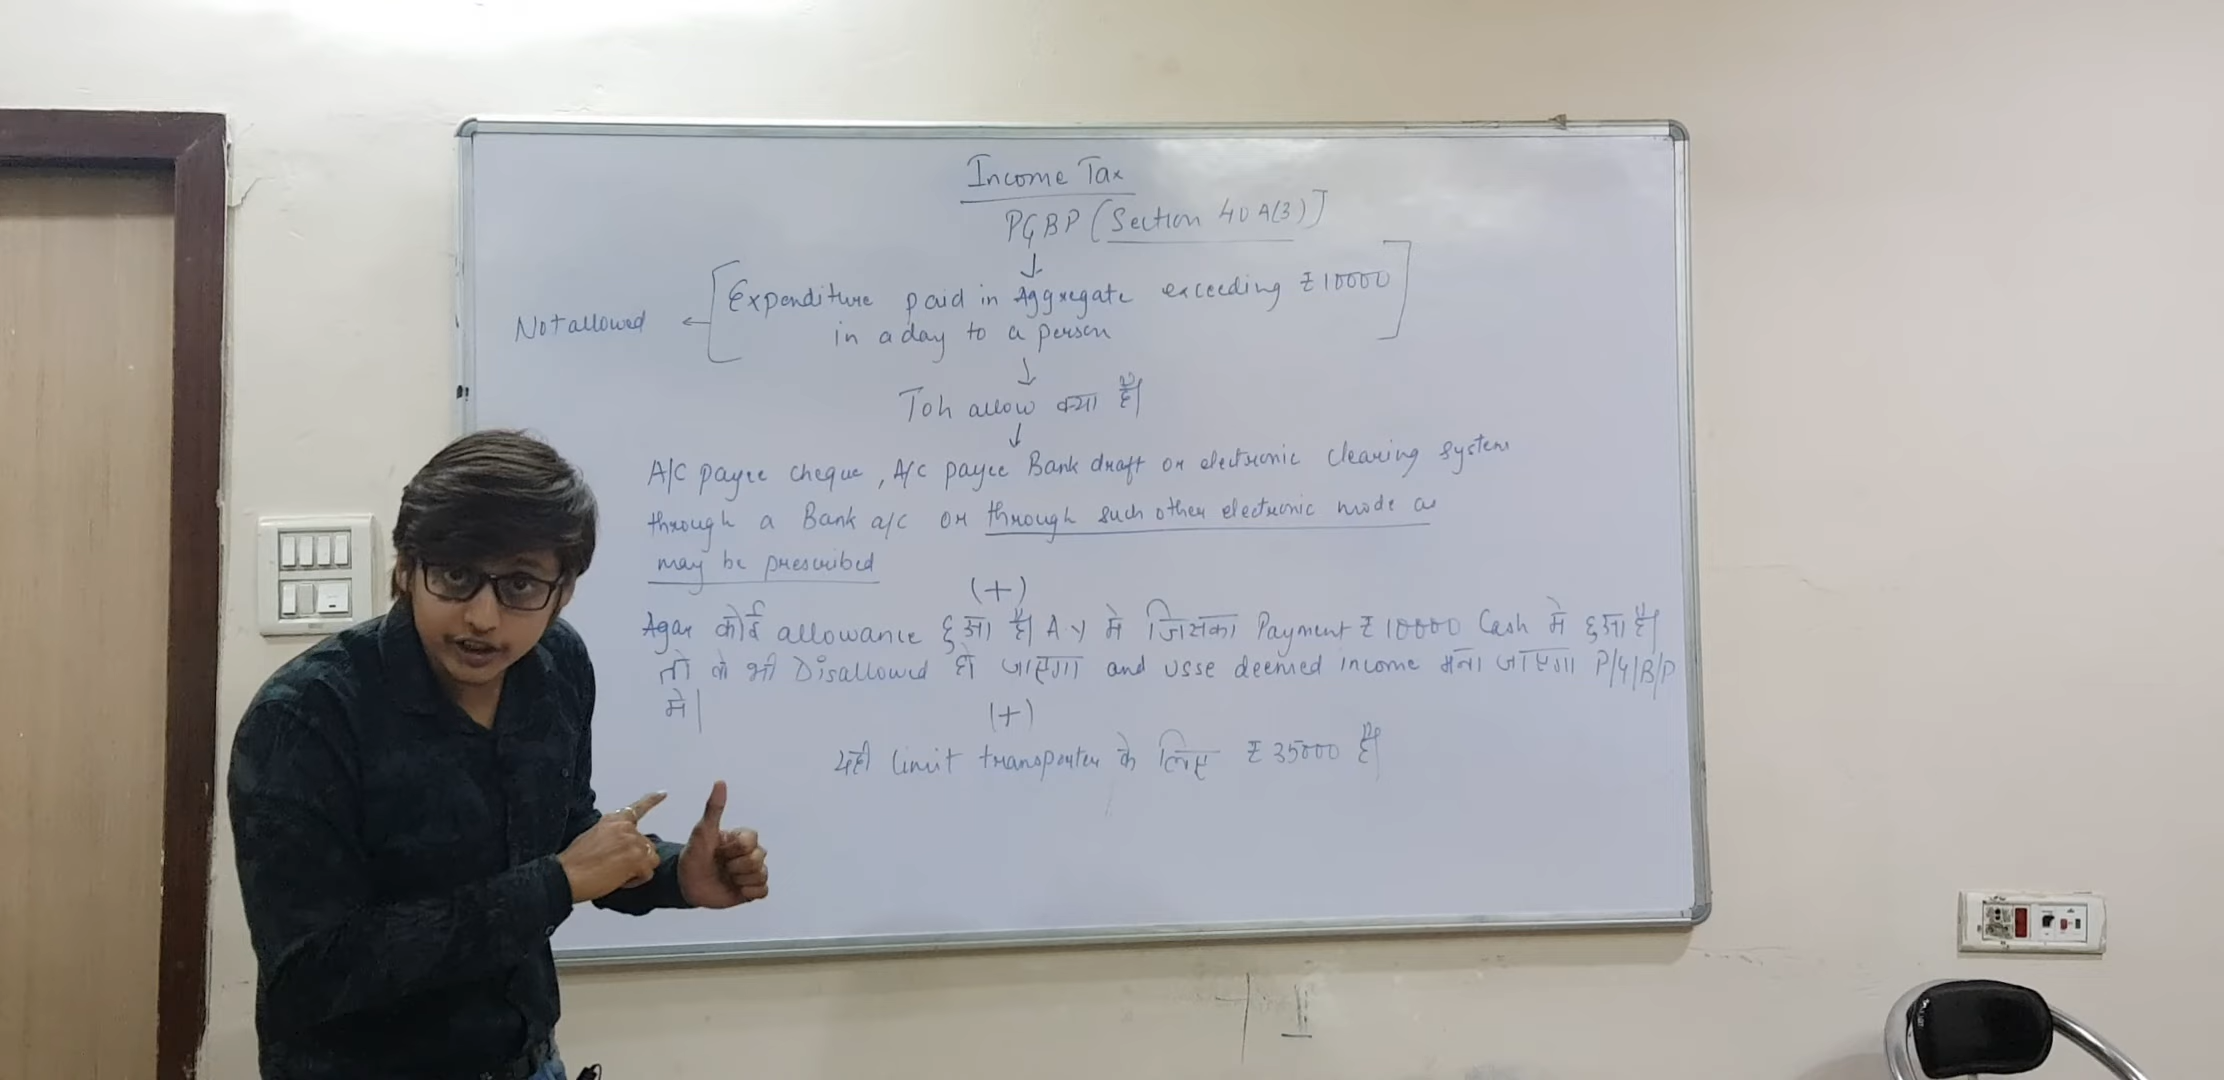 Income Tax
PGBP (Section 40A(3)]
↓
[Expenditure paid in Aggregate exceeding ₹10000
Not allowed ←
in a day to a person]
↓
Toh allow क्या है।
↓
A/C payee cheque, A/C payee Bank draft or electronic clearing system
through a Bank a/c or through such other electronic mode as
may be prescribed
(+)
Agar कोई allowance हुआ है। A.Y में जिसका Payment ₹10000 Cash में हुआ है।
तो वो भी Disallowed हो जाएगा and usse deemed income माना जाएगा P/G/B/P
में।
(+)
यही limit transporter के लिए ₹35000 है।